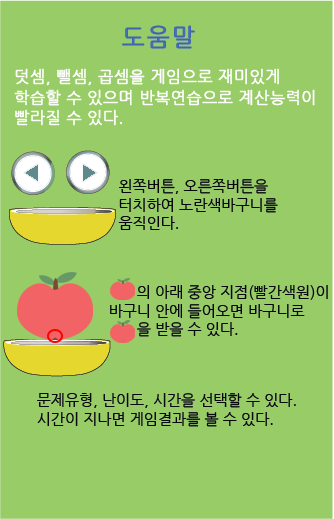 도움말
덧셈, 뺄셈, 곱셈을 게임으로 재미있게
학습할 수 있으며 반복연습으로 계산능력이
빨라질 수 있다.
왼쪽버튼, 오른쪽버튼을
터치하여 노란색바구니를
움직인다.
의 아래 중앙 지점(빨간색원)이
바구니 안에 들어오면 바구니로
을 받을 수 있다.
문제유형, 난이도, 시간을 선택할 수 있다.
시간이 지나면 게임결과를 볼 수 있다.